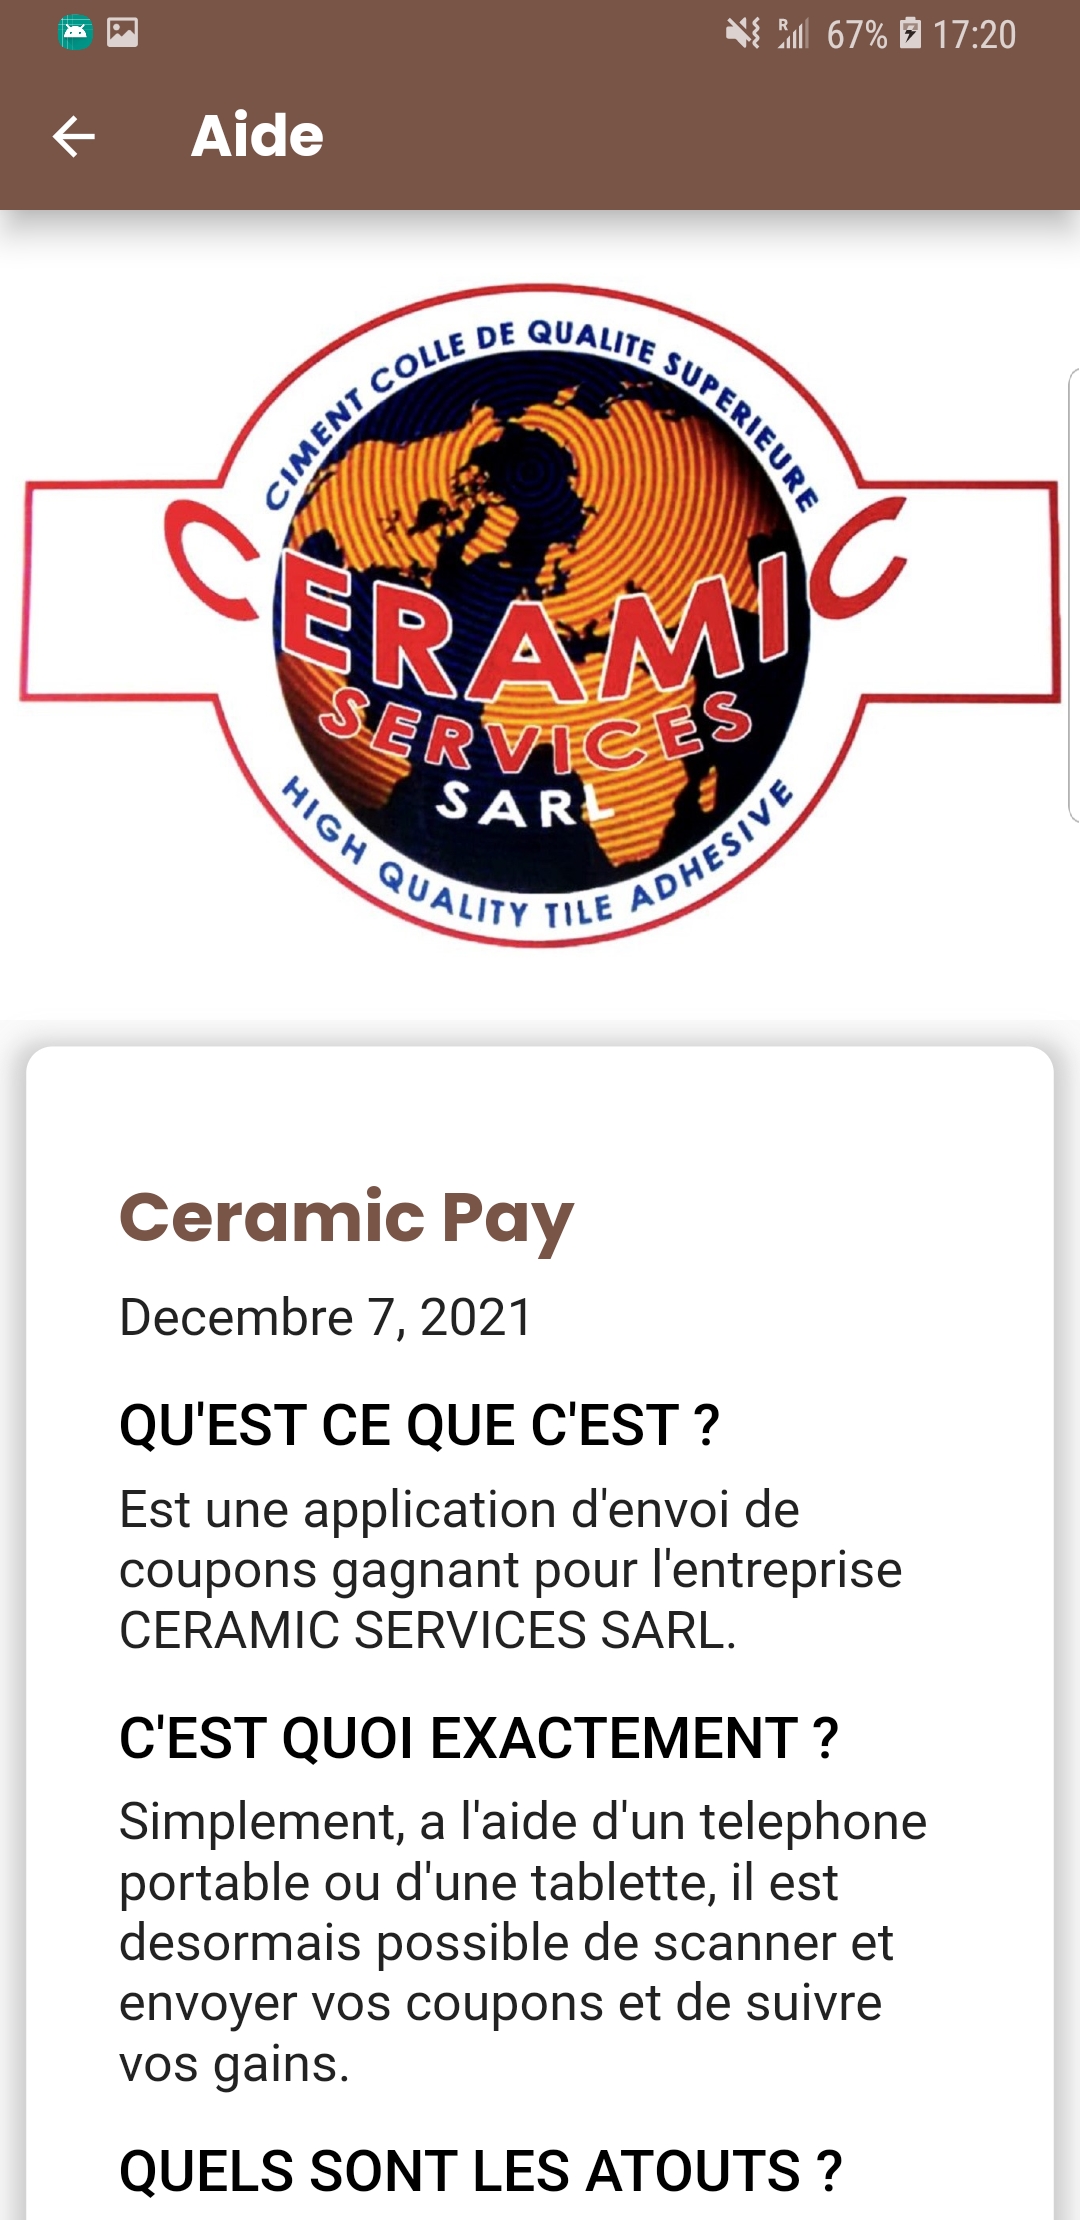 R 67% 17:20
Aide
CIMENT COLLE DE QUALITE SUPERIEURE
CERAMIC
SERVICES
SARL
HIGH QUALITY TILE ADHESIVE
Ceramic Pay
Decembre 7, 2021
QU'EST CE QUE C'EST ?
Est une application d'envoi de
coupons gagnant pour l'entreprise
CERAMIC SERVICES SARL.
C'EST QUOI EXACTEMENT ?
Simplement, a l'aide d'un telephone
portable ou d'une tablette, il est
desormais possible de scanner et
envoyer vos coupons et de suivre
vos gains.
QUELS SONT LES ATOUTS ?